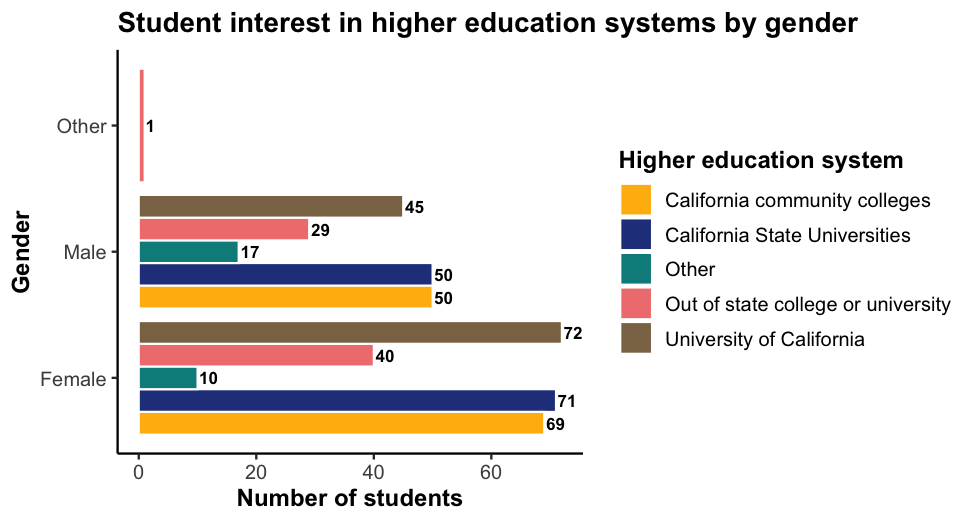 Student interest in higher education systems by gender
Gender
Other
1
Male
45
29
17
50
50
Female
72
40
10
71
69
0 20 40 60
Number of students
Higher education system
California community colleges
California State Universities
Other
Out of state college or university
University of California